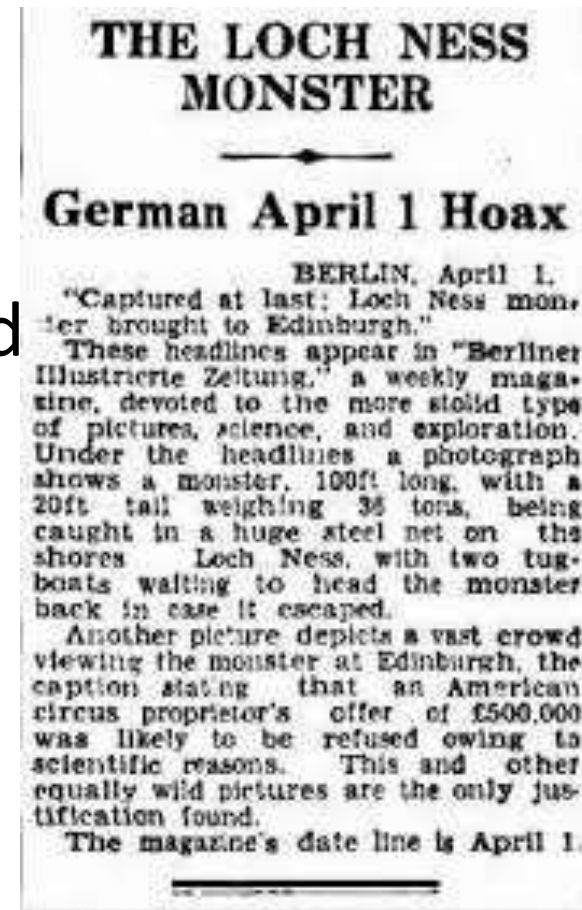 THE LOCH NESS
MONSTER
German April 1 Hoax
BERLIN, April 1.
"Captured at last: Loch Ness mon-
ster brought to Edinburgh."
d
These headlines appear in "Berliner
Illustrierte Zeitung," a weekly maga-
zine, devoted to the more stolid type
of pictures, science, and exploration.
Under the headlines a photograph
shows a monster, 100ft long, with a
20ft tail weighing 36 tons, being
caught in a huge steel net on the
shores Loch Ness, with two tug-
boats waiting to head the monster
back in case it escaped.
Another picture depicts a vast crowd
viewing the monster at Edinburgh, the
caption stating that an American
circus proprietor's offer of £500,000
was likely to be refused owing to
scientific reasons. This and other
equally wild pictures are the only jus-
tification found.
The magazine's date line is April 1.